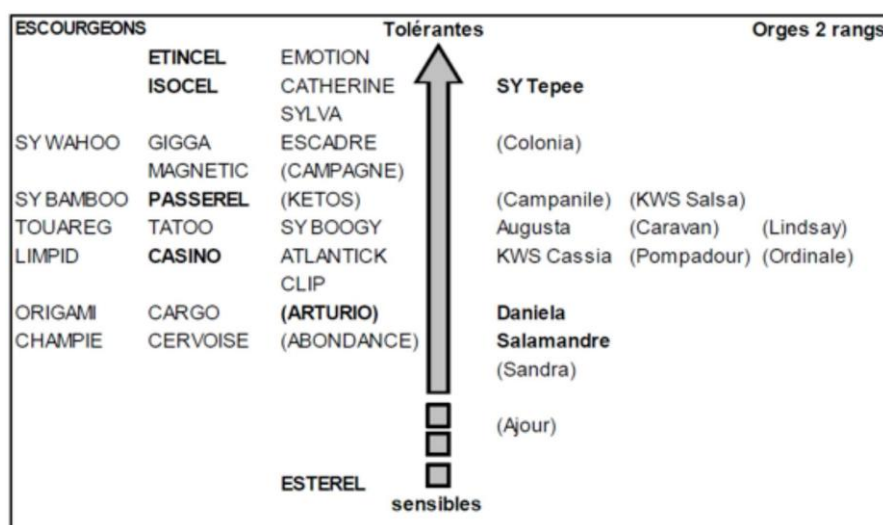 ESCOURGEONS Tolérantes Orges 2 rangs
ETINCEL EMOTION
ISOCEL CATHERINE SY Tepee
SYLVA
SY WAHOO GIGGA ESCADRE (Colonia)
MAGNETIC (CAMPAGNE)
SY BAMBOO PASSEREL (KETOS) (Campanile) (KWS Salsa)
TOUAREG TATOO SY BOOGY Augusta (Caravan) (Lindsay)
LIMPID CASINO ATLANTICK KWS Cassia (Pompadour) (Ordinale)
CLIP
ORIGAMI CARGO (ARTURIO) Daniela
CHAMPIE CERVOISE (ABONDANCE) Salamandre
(Sandra)
(Ajour)
ESTEREL
sensibles